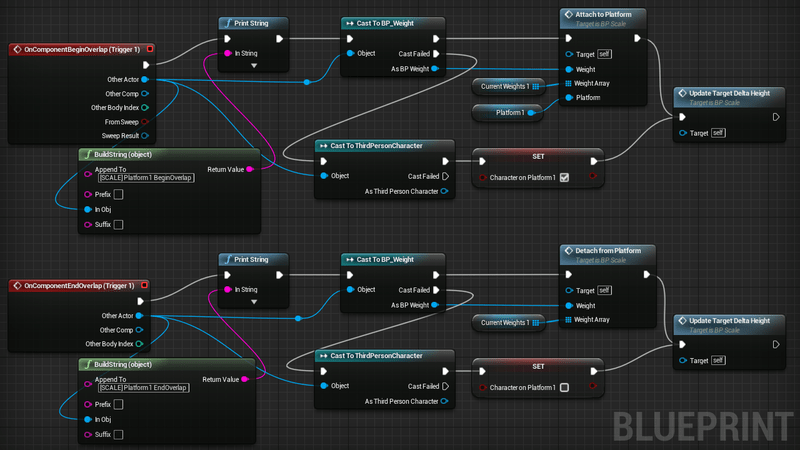 OnComponentBeginOverlap (Trigger 1)
Other Actor
Other Comp
Other Body Index
From Sweep
Sweep Result
f Print String
In String
Cast To BP_Weight
Object
Cast Failed
As BP Weight
Attach to Platform
Target is BP Scale
Target self
Weight
Weight Array
Platform
Current Weights 1
Platform 1
Update Target Delta Height
Target is BP Scale
Target self
f BuildString (object)
Append To
[SCALE] Platform 1 BeginOverlap
Return Value
Prefix
In Obj
Suffix
Cast To ThirdPersonCharacter
Object
Cast Failed
As Third Person Character
SET
Character on Platform 1
OnComponentEndOverlap (Trigger 1)
Other Actor
Other Comp
Other Body Index
f Print String
In String
Cast To BP_Weight
Object
Cast Failed
As BP Weight
Detach from Platform
Target is BP Scale
Target self
Weight
Weight Array
Current Weights 1
Update Target Delta Height
Target is BP Scale
Target self
f BuildString (object)
Append To
[SCALE] Platform 1 EndOverlap
Return Value
Prefix
In Obj
Suffix
Cast To ThirdPersonCharacter
Object
Cast Failed
As Third Person Character
SET
Character on Platform 1
BLUEPRINT